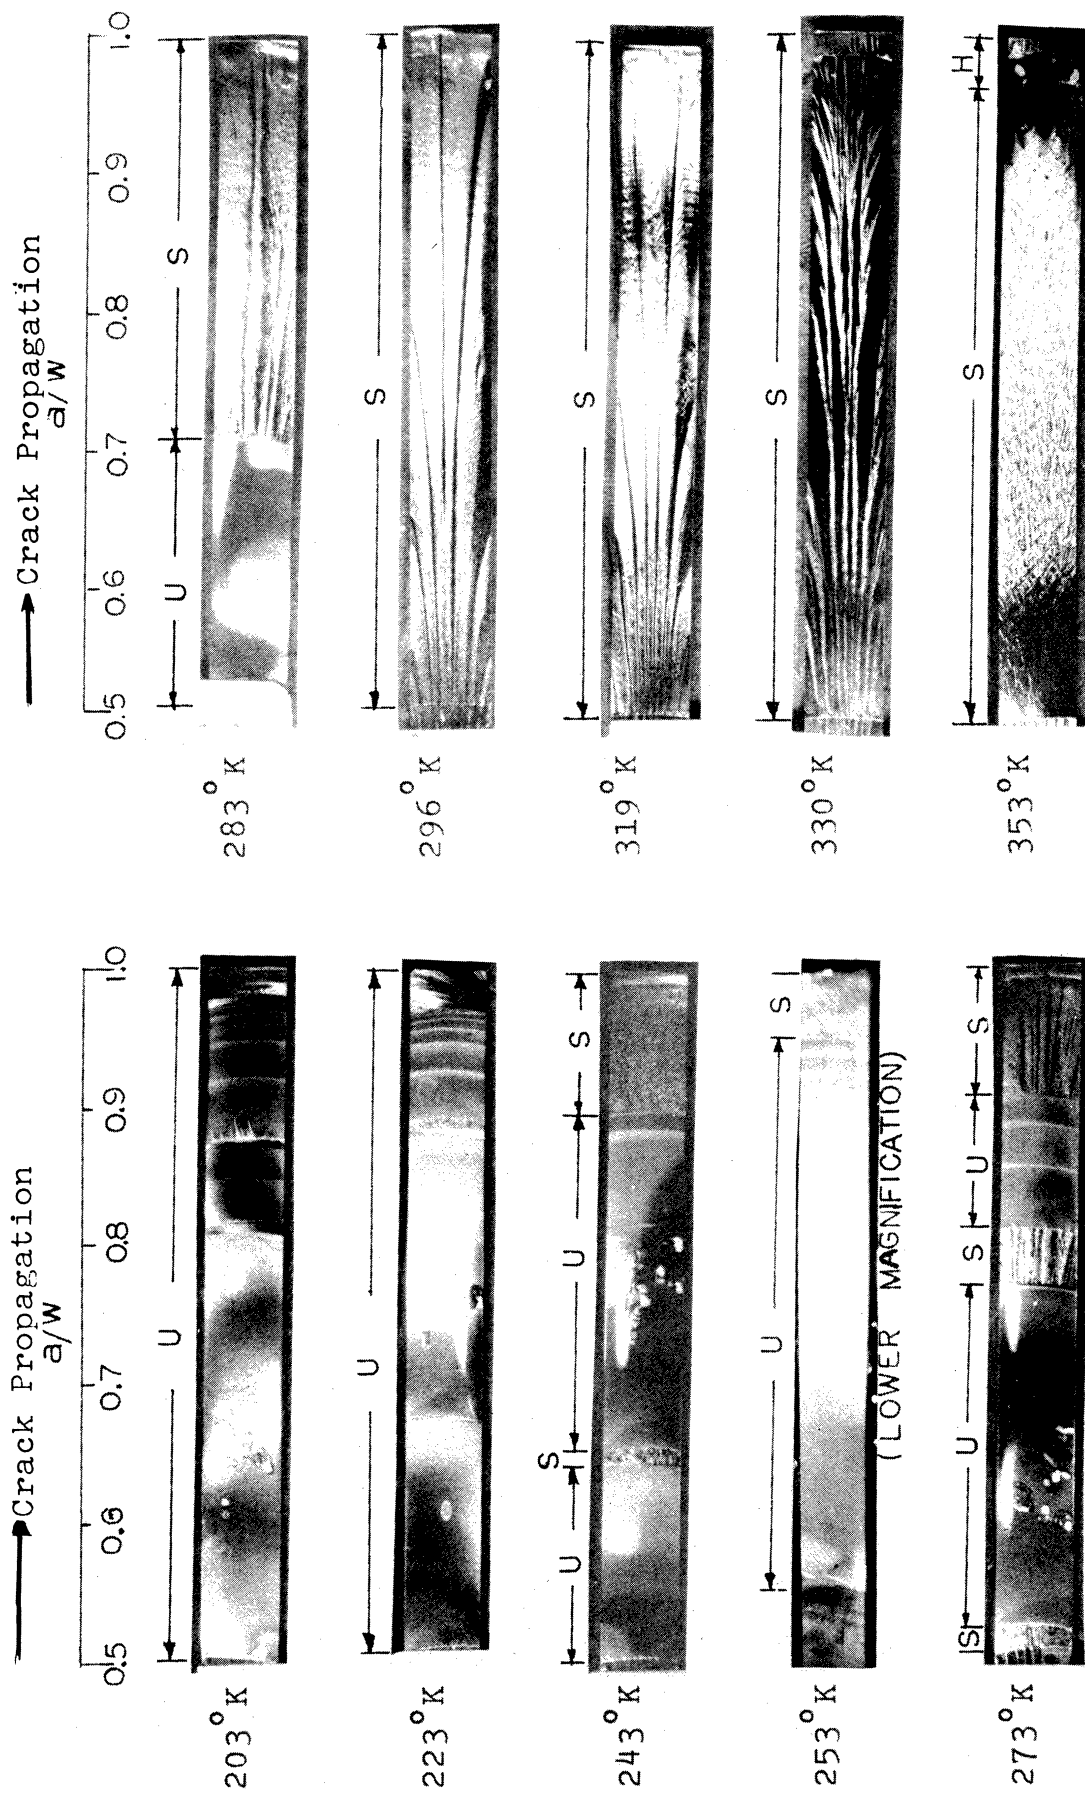 Crack Propagation
a/W
0.5 0.6 0.7 0.8 0.9 1.0
U
203°K
U
223°K
U S U S
243°K
U S
253°K
(LOWER MAGNIFICATION)
S U S U S
273°K
Crack Propagation
a/W
0.5 0.6 0.7 0.8 0.9 1.0
U S
283°K
S
296°K
S
319°K
S
330°K
S H
353°K